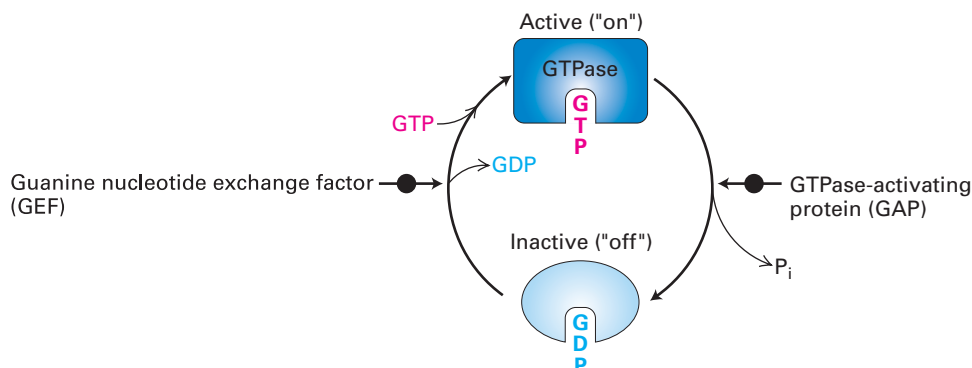 Active ("on")
GTPase
G
T
P
GTP
GDP
Guanine nucleotide exchange factor
(GEF)
GTPase-activating
protein (GAP)
Inactive ("off")
Pi
G
D
P